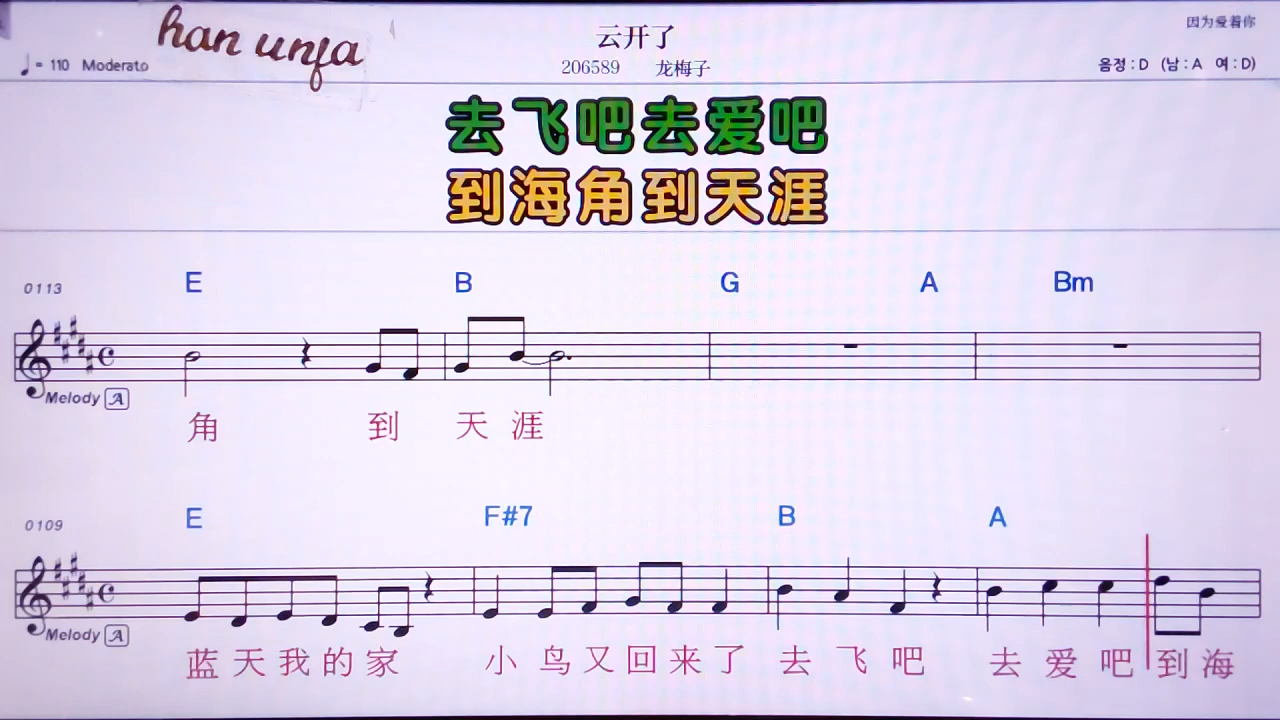 han unfa
云开了
因为爱着你
♩= 110 Moderato
206589 龙梅子
음정 : D (남 : A 여 : D)
去飞吧去爱吧
到海角到天涯
0113
E B G A Bm
Melody A
角 到 天 涯
0109
E F#7 B A
Melody A
蓝 天 我 的 家 小 鸟 又 回 来 了 去 飞 吧 去 爱 吧 到 海